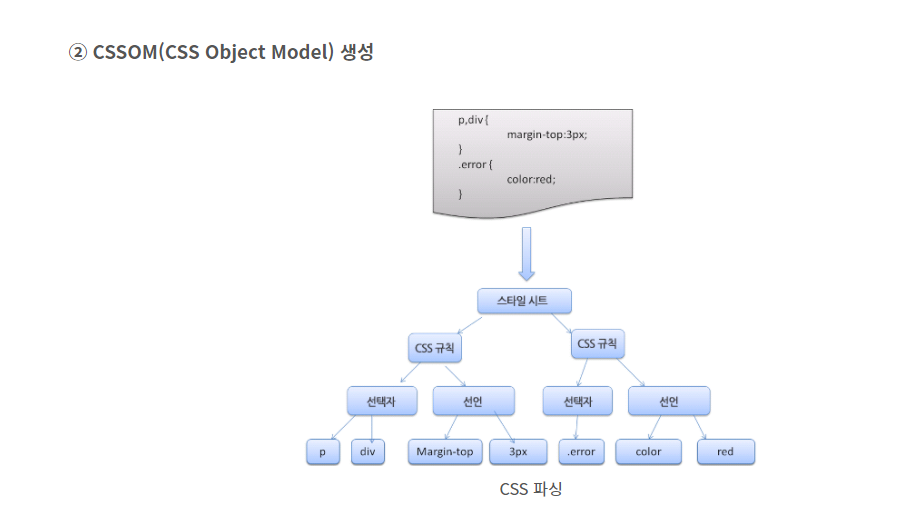 ② CSSOM(CSS Object Model) 생성
p,div {
margin-top:3px;
}
.error {
color:red;
}
스타일 시트
CSS 규칙
CSS 규칙
선택자
선언
선택자
선언
p
div
Margin-top
3px
.error
color
red
CSS 파싱